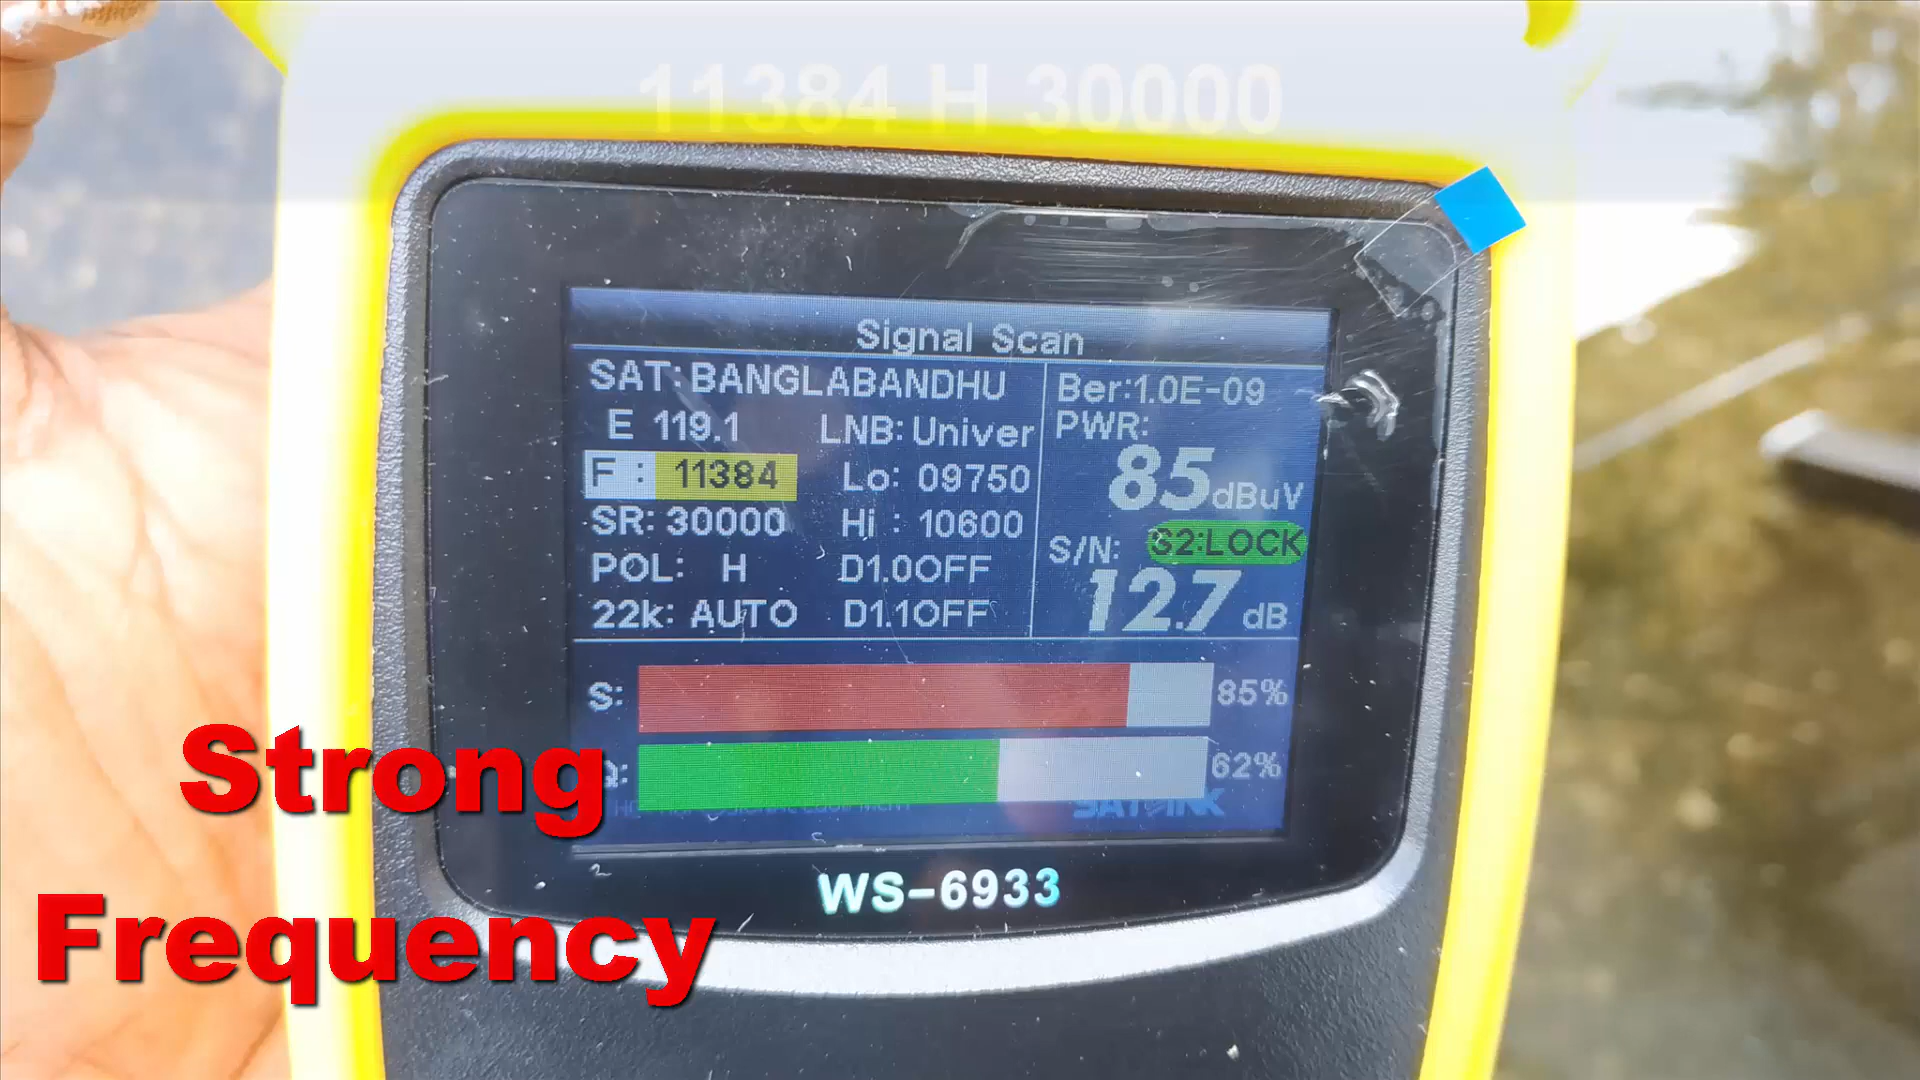 11384 H 30000
Signal Scan
SAT:BANGLABANDHU
E 119.1 LNB: Univer
F : 11384 Lo: 09750
SR: 30000 Hi : 10600
POL: H D1.0OFF
22k: AUTO D1.1OFF
Ber:1.0E-09
PWR:
85 dBuV
S/N: S2:LOCK
12.7 dB
S: 85%
Q: 62%
SATLINK
WS-6933
Strong
Frequency